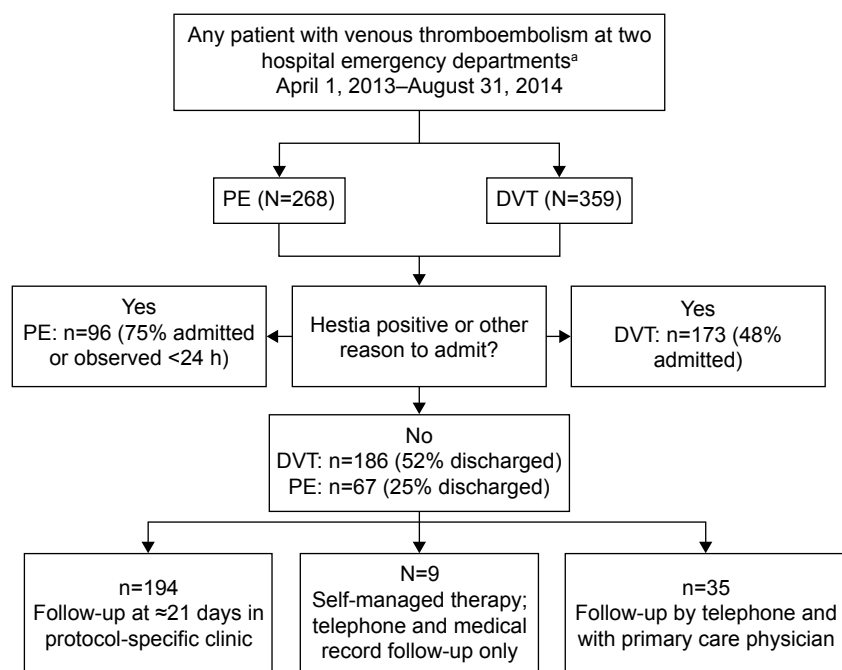 Any patient with venous thromboembolism at two
hospital emergency departmentsᵃ
April 1, 2013–August 31, 2014
PE (N=268)
DVT (N=359)
Yes
PE: n=96 (75% admitted
or observed <24 h)
Hestia positive or other
reason to admit?
Yes
DVT: n=173 (48%
admitted)
No
DVT: n=186 (52% discharged)
PE: n=67 (25% discharged)
n=194
Follow-up at ≈21 days in
protocol-specific clinic
N=9
Self-managed therapy;
telephone and medical
record follow-up only
n=35
Follow-up by telephone and
with primary care physician